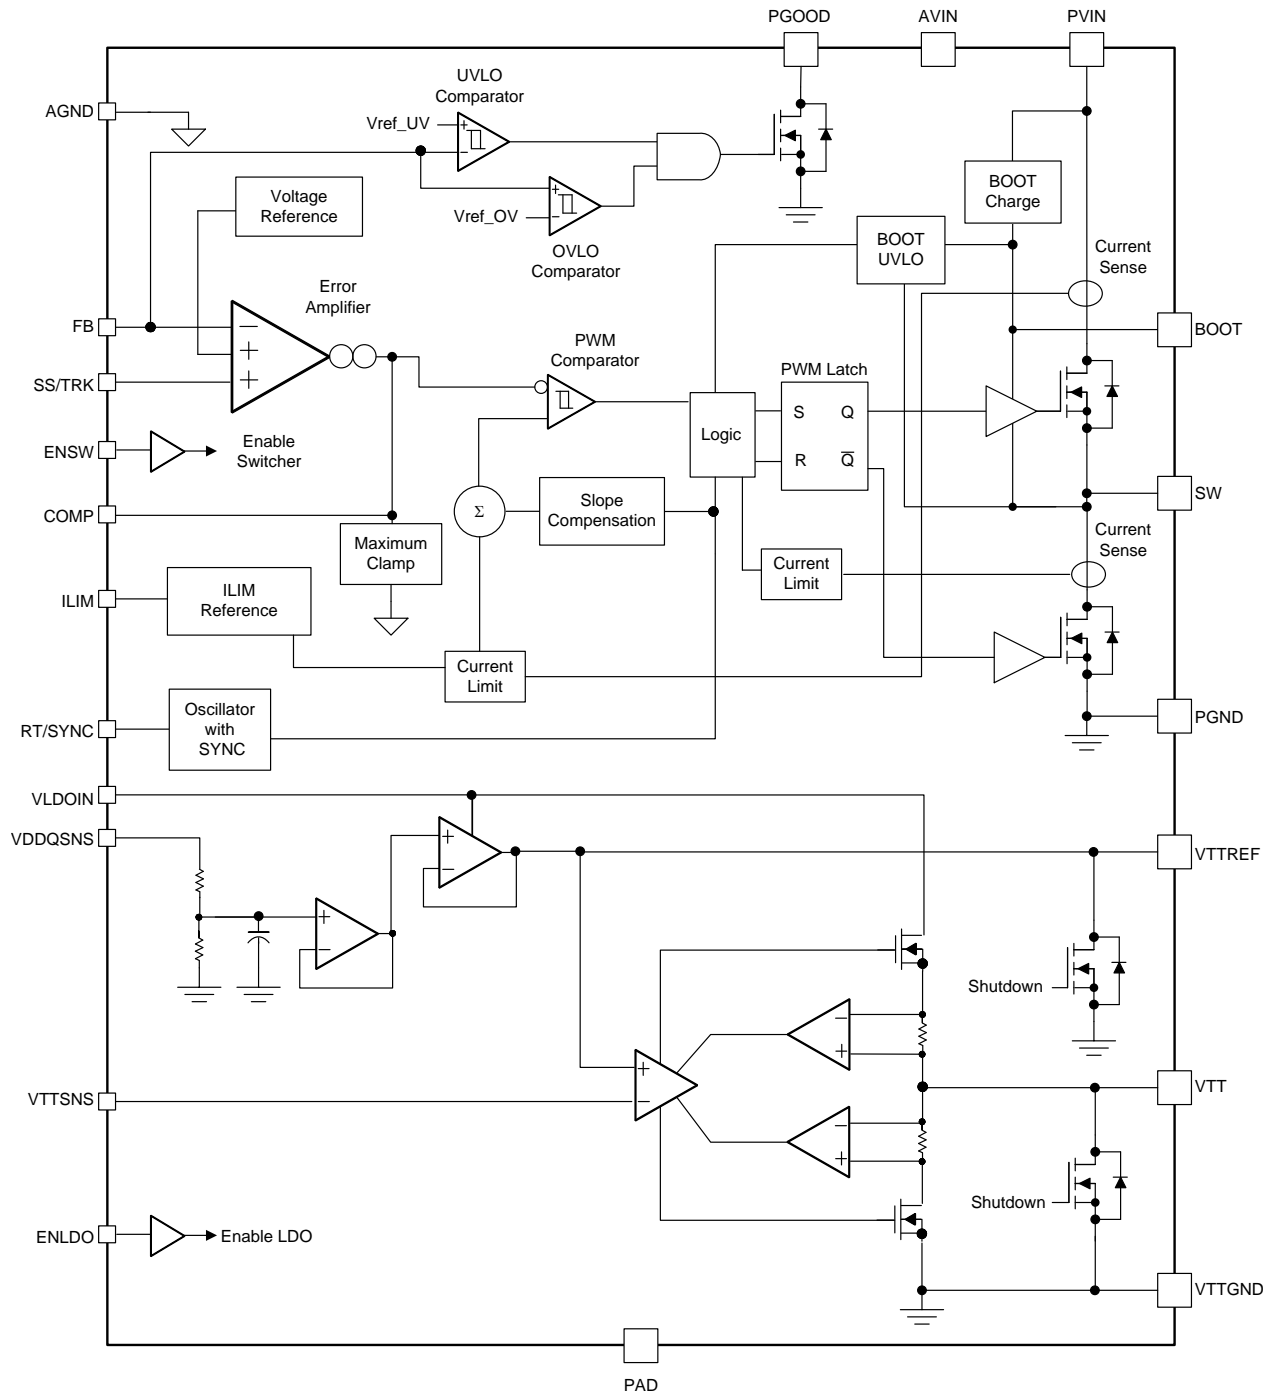 PGOOD
AVIN
PVIN
UVLO
Comparator
AGND
Vref_UV
+
−
Voltage
Reference
+
Vref_OV
−
OVLO
Comparator
BOOT
Charge
BOOT
UVLO
Current
Sense
Error
Amplifier
FB
−
+
SS/TRK
+
PWM
Comparator
BOOT
PWM Latch
S
Q
Logic
R
Q̅
ENSW
Enable
Switcher
SW
COMP
Σ
Slope
Compensation
Maximum
Clamp
Current
Sense
Current
Limit
ILIM
ILIM
Reference
Current
Limit
RT/SYNC
Oscillator
with
SYNC
PGND
VLDOIN
VDDQSNS
+
−
VTTREF
+
−
Shutdown
−
+
+
−
VTTSNS
VTT
−
+
Shutdown
ENLDO
Enable LDO
VTTGND
PAD